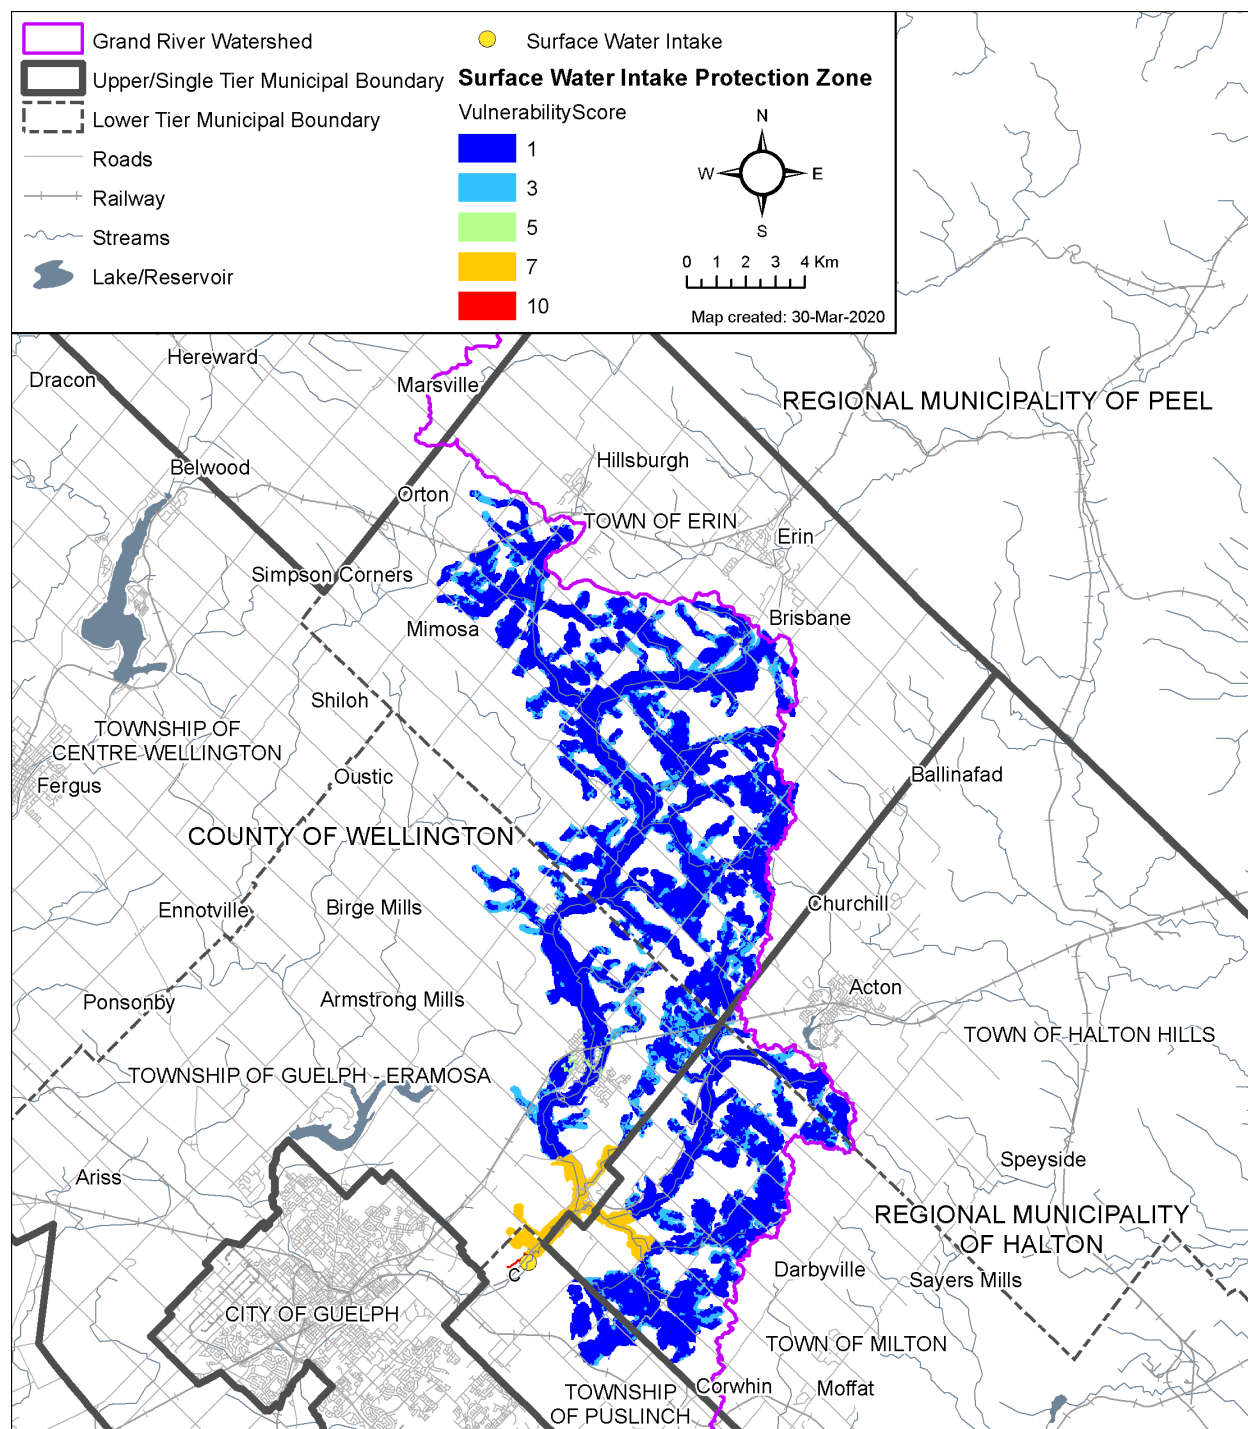 Grand River Watershed
Upper/Single Tier Municipal Boundary
Lower Tier Municipal Boundary
Roads
Railway
Streams
Lake/Reservoir
Surface Water Intake
Surface Water Intake Protection Zone
VulnerabilityScore
1
3
5
7
10
N
W
E
S
0 1 2 3 4 Km
Map created: 30-Mar-2020
Hereward
Dracon
Marsville
REGIONAL MUNICIPALITY OF PEEL
Belwood
Hillsburgh
Orton
TOWN OF ERIN
Erin
Simpson Corners
Mimosa
Brisbane
Shiloh
TOWNSHIP OF
CENTRE WELLINGTON
Fergus
Oustic
Ballinafad
COUNTY OF WELLINGTON
Ennotville
Birge Mills
Churchill
Ponsonby
Armstrong Mills
Acton
TOWN OF HALTON HILLS
TOWNSHIP OF GUELPH - ERAMOSA
Ariss
Speyside
REGIONAL MUNICIPALITY
OF HALTON
C
Darbyville
Sayers Mills
CITY OF GUELPH
TOWN OF MILTON
TOWNSHIP
OF PUSLINCH
Corwhin
Moffat